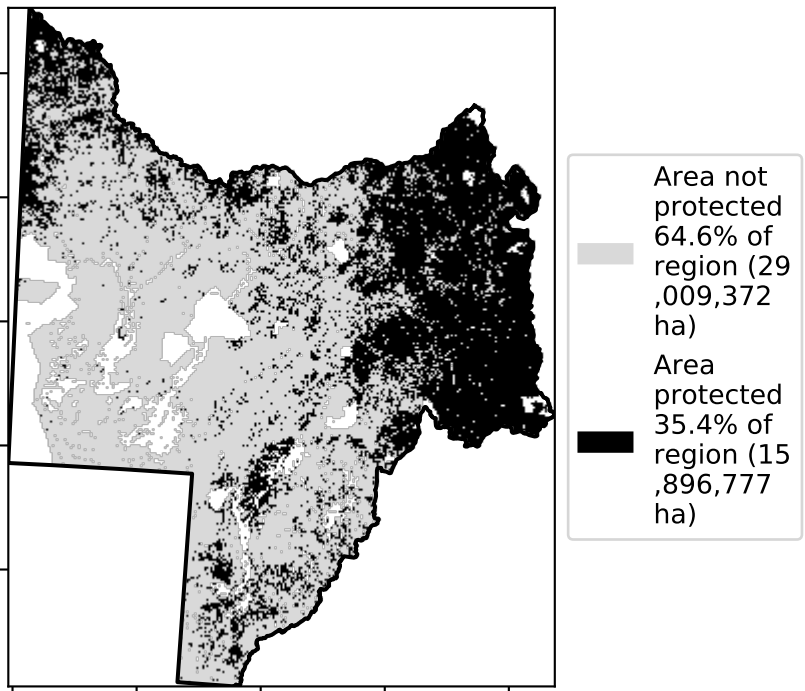 Area not
protected
64.6% of
region (29
,009,372
ha)
Area
protected
35.4% of
region (15
,896,777
ha)